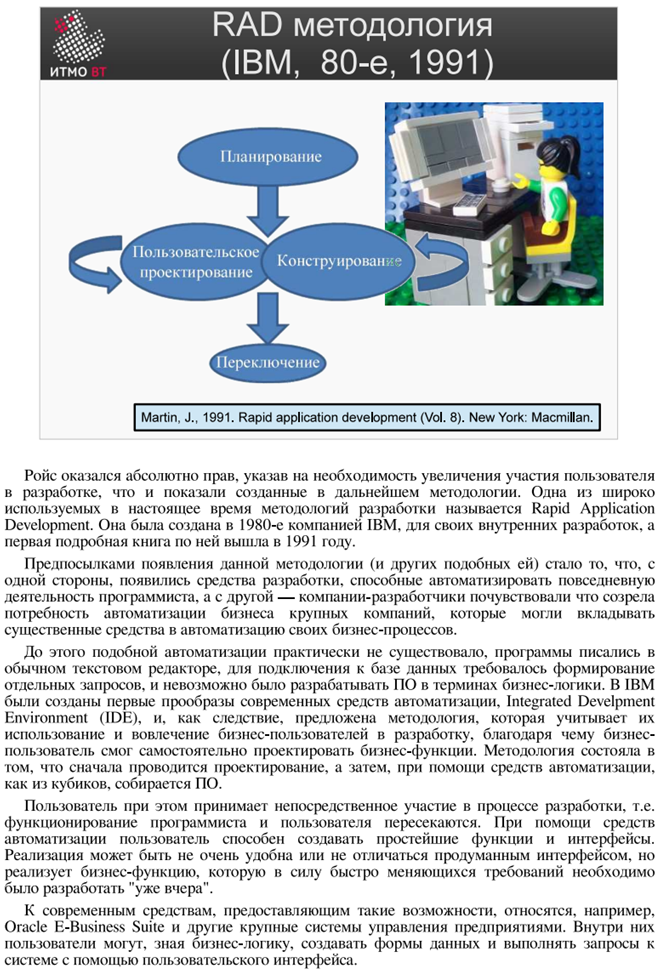 RAD методология
(IBM, 80-е, 1991)
ИТМО ВТ
Планирование
Пользовательское
проектирование
Конструирование
Переключение
Martin, J., 1991. Rapid application development (Vol. 8). New York: Macmillan.
Ройс оказался абсолютно прав, указав на необходимость увеличения участия пользователя
в разработке, что и показали созданные в дальнейшем методологии. Одна из широко
используемых в настоящее время методологий разработки называется Rapid Application
Development. Она была создана в 1980-е компанией IBM, для своих внутренних разработок, а
первая подробная книга по ней вышла в 1991 году.
Предпосылками появления данной методологии (и других подобных ей) стало то, что, с
одной стороны, появились средства разработки, способные автоматизировать повседневную
деятельность программиста, а с другой — компании-разработчики почувствовали что созрела
потребность автоматизации бизнеса крупных компаний, которые могли вкладывать
существенные средства в автоматизацию своих бизнес-процессов.
До этого подобной автоматизации практически не существовало, программы писались в
обычном текстовом редакторе, для подключения к базе данных требовалось формирование
отдельных запросов, и невозможно было разрабатывать ПО в терминах бизнес-логики. В IBM
были созданы первые прообразы современных средств автоматизации, Integrated Develpment
Environment (IDE), и, как следствие, предложена методология, которая учитывает их
использование и вовлечение бизнес-пользователей в разработку, благодаря чему бизнес-
пользователь смог самостоятельно проектировать бизнес-функции. Методология состояла в
том, что сначала проводится проектирование, а затем, при помощи средств автоматизации,
как из кубиков, собирается ПО.
Пользователь при этом принимает непосредственное участие в процессе разработки, т.е.
функционирование программиста и пользователя пересекаются. При помощи средств
автоматизации пользователь способен создавать простейшие функции и интерфейсы.
Реализация может быть не очень удобна или не отличаться продуманным интерфейсом, но
реализует бизнес-функцию, которую в силу быстро меняющихся требований необходимо
было разработать "уже вчера".
К современным средствам, предоставляющим такие возможности, относятся, например,
Oracle E-Business Suite и другие крупные системы управления предприятиями. Внутри них
пользователи могут, зная бизнес-логику, создавать формы данных и выполнять запросы к
системе с помощью пользовательского интерфейса.